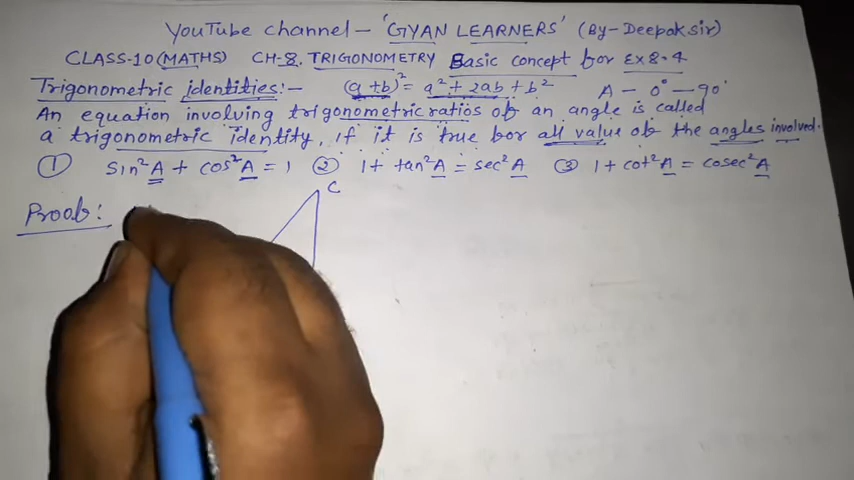 YouTube channel - 'GYAN LEARNERS' (By-Deepak sir)
CLASS-10 (MATHS) CH-8. TRIGONOMETRY Basic concept for EX 8.4
Trigonometric identities:- (a+b)² = a² + 2ab + b² A - 0° - 90°
An equation involving trigonometric ratios of an angle is called
a trigonometric identity, if it is true for all value of the angles involved.
① sin²A + cos²A = 1 ② 1 + tan²A = sec²A ③ 1 + cot²A = cosec²A
Proof:
C